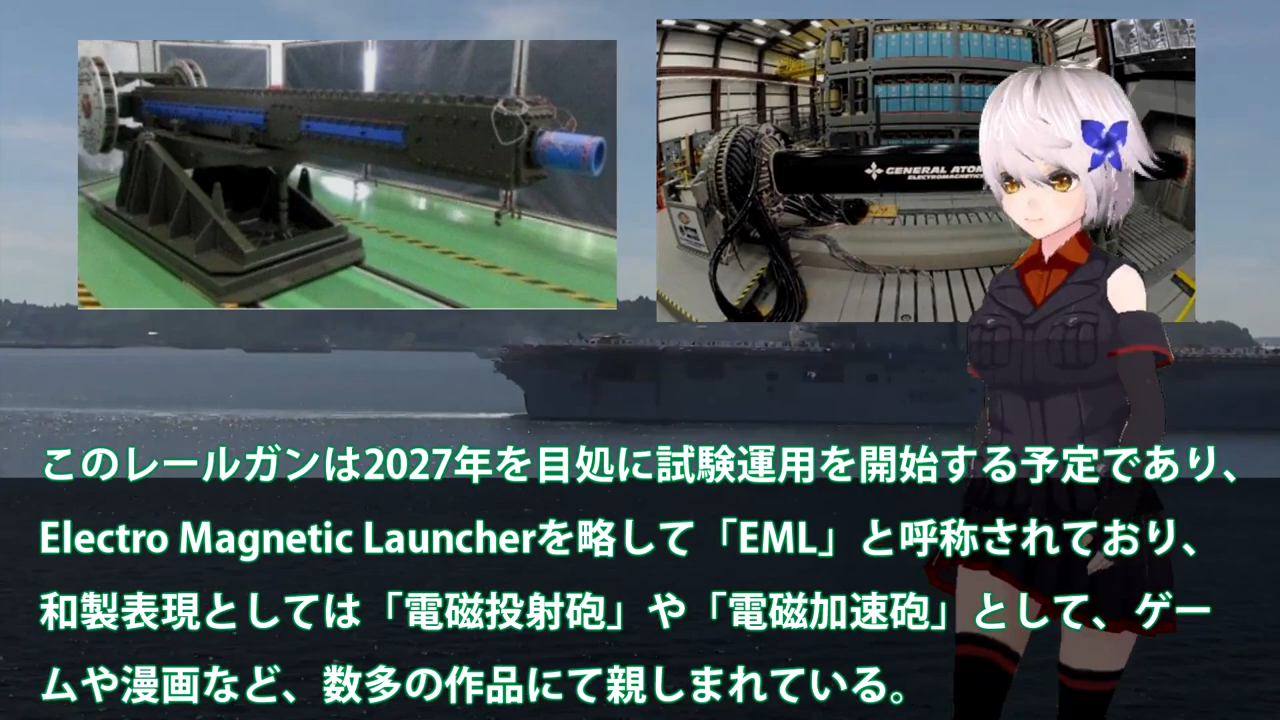 GENERAL ATOM
ELECTROMAGNETICS
このレールガンは2027年を目処に試験運用を開始する予定であり、
Electro Magnetic Launcherを略して「EML」と呼称されており、
和製表現としては「電磁投射砲」や「電磁加速砲」として、ゲー
ムや漫画など、数多の作品にて親しまれている。